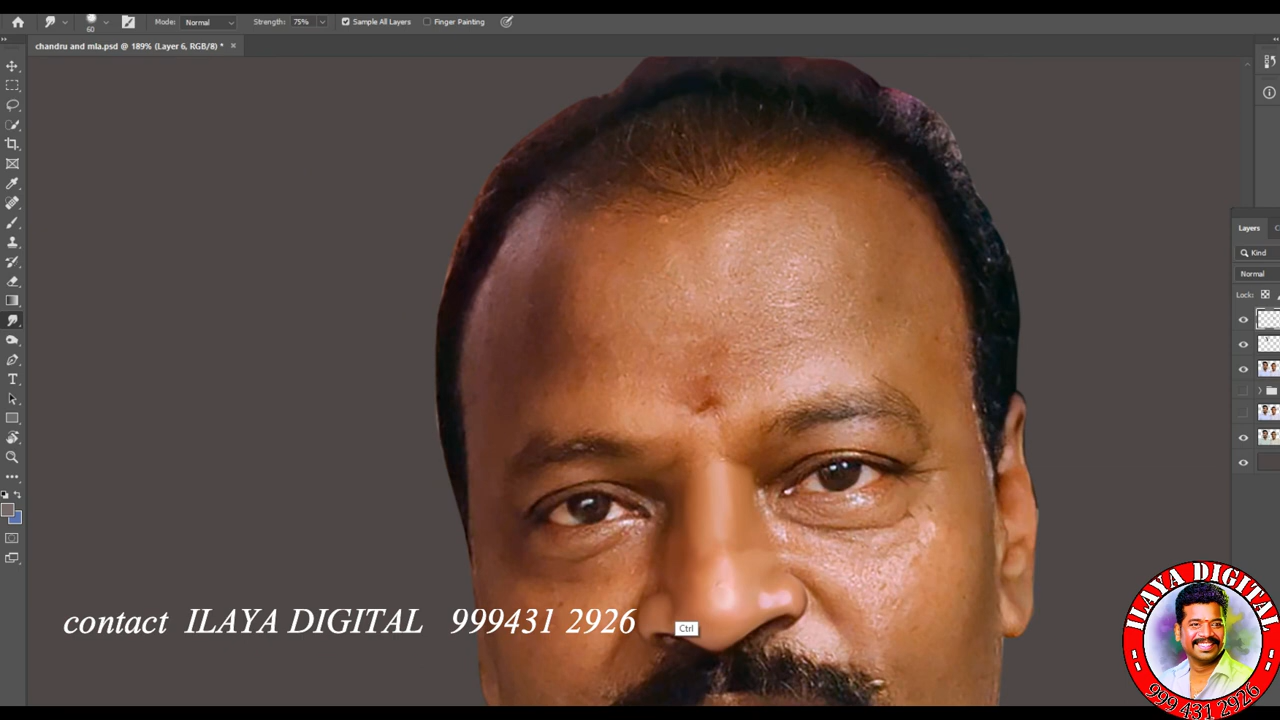 Mode: Normal Strength: 75% Sample All Layers Finger Painting
60
chandru and mla.psd @ 189% (Layer 6, RGB/8) * ×
Layers
Kind
Normal
Lock:
contact ILAYA DIGITAL 999431 2926
Ctrl
ILAYA DIGITAL
999 431 2926